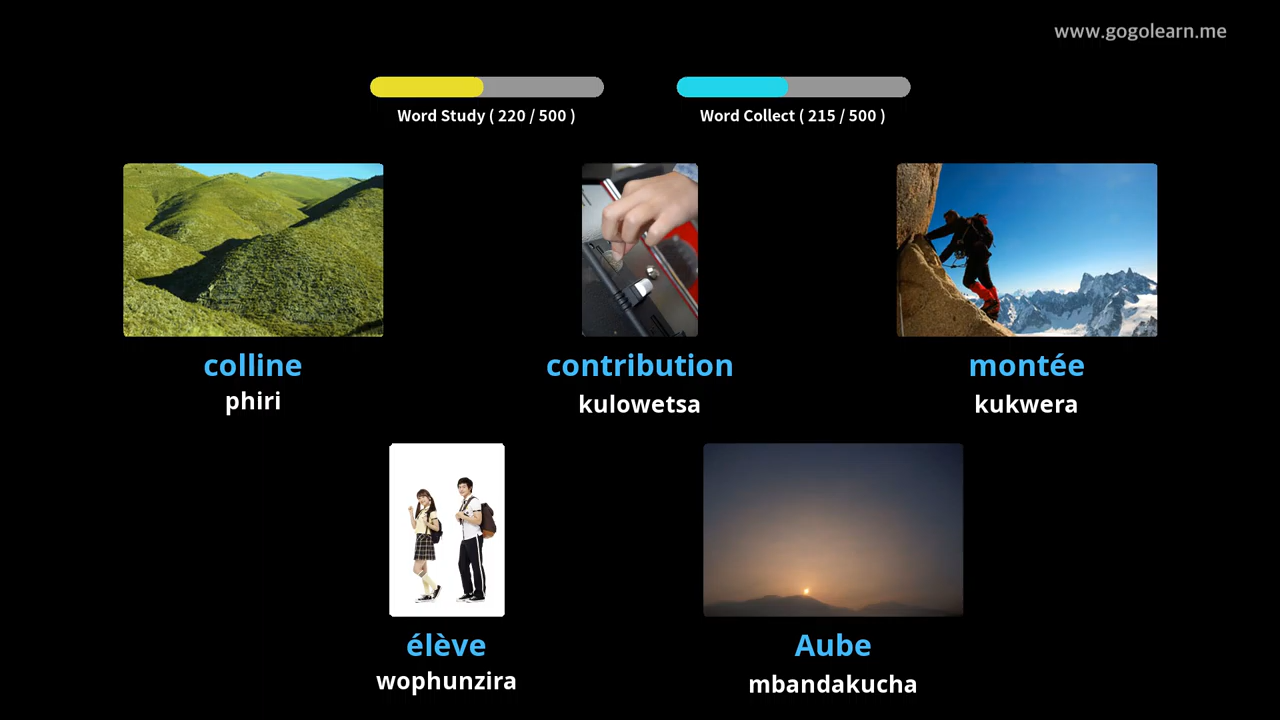 www.gogolearn.me
Word Study ( 220 / 500 )
Word Collect ( 215 / 500 )
colline
phiri
contribution
kulowetsa
montée
kukwera
élève
wophunzira
Aube
mbandakucha